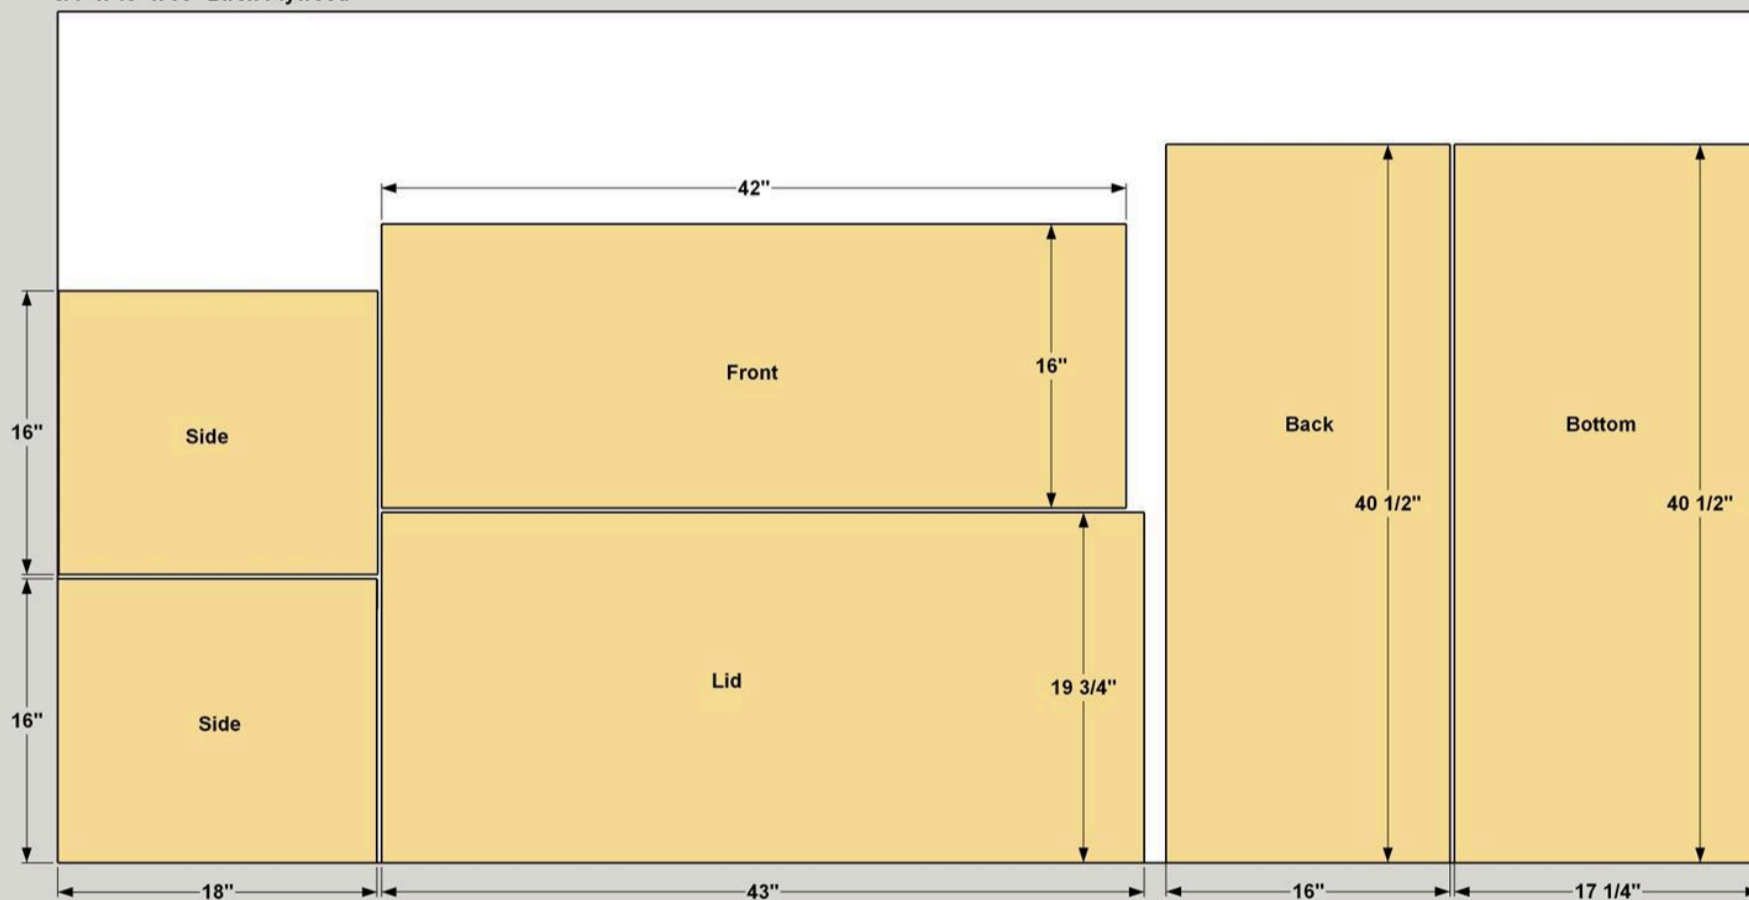 42"
16"
Front
16"
Side
Back
Bottom
40 1/2"
40 1/2"
Lid
19 3/4"
16"
Side
18"
43"
16"
17 1/4"